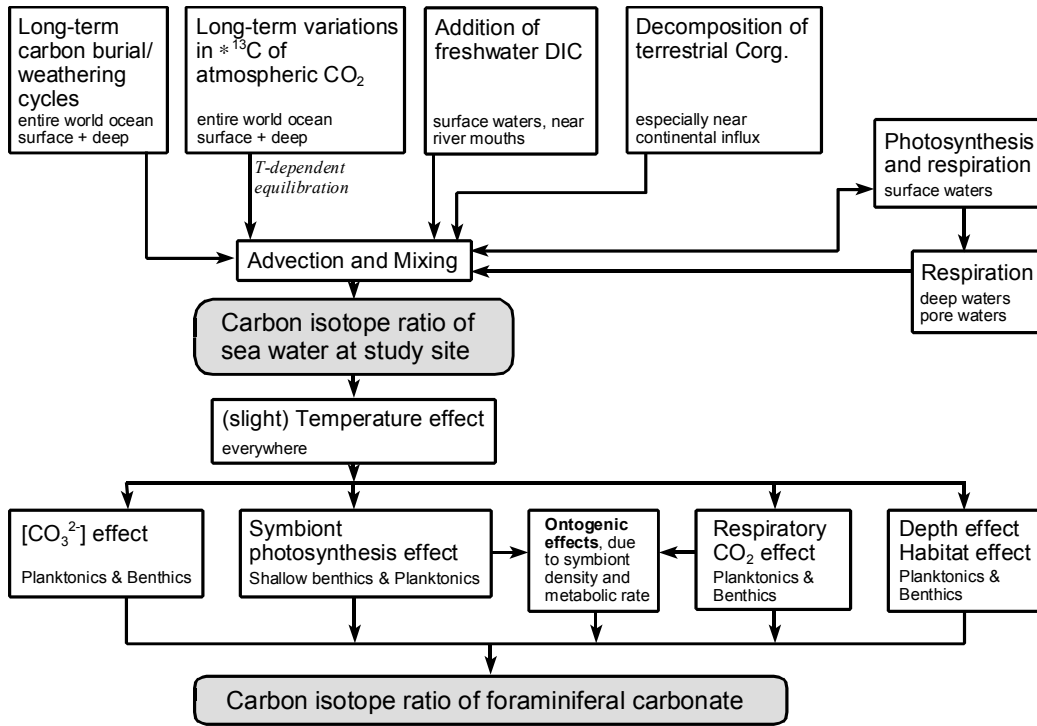 Long-term
carbon burial/
weathering
cycles
entire world ocean
surface + deep
Long-term variations
in *¹³C of
atmospheric CO₂
entire world ocean
surface + deep
Addition of
freshwater DIC
surface waters, near
river mouths
Decomposition of
terrestrial Corg.
especially near
continental influx
Photosynthesis
and respiration
surface waters
T-dependent
equilibration
Advection and Mixing
Respiration
deep waters
pore waters
Carbon isotope ratio of
sea water at study site
(slight) Temperature effect
everywhere
[CO₃²⁻] effect
Planktonics & Benthics
Symbiont
photosynthesis effect
Shallow benthics & Planktonics
Ontogenic
effects, due
to symbiont
density and
metabolic rate
Respiratory
CO₂ effect
Planktonics &
Benthics
Depth effect
Habitat effect
Planktonics &
Benthics
Carbon isotope ratio of foraminiferal carbonate